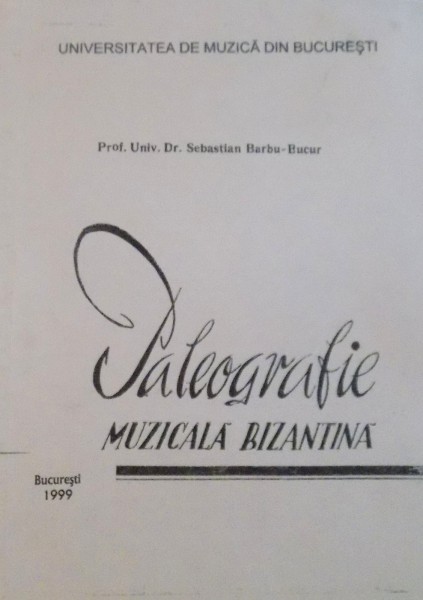 UNIVERSITATEA DE MUZICĂ DIN BUCUREŞTI
Prof. Univ. Dr. Sebastian Barbu-Bucur
Paleografie
MUZICALĂ BIZANTINĂ
Bucureşti
1999